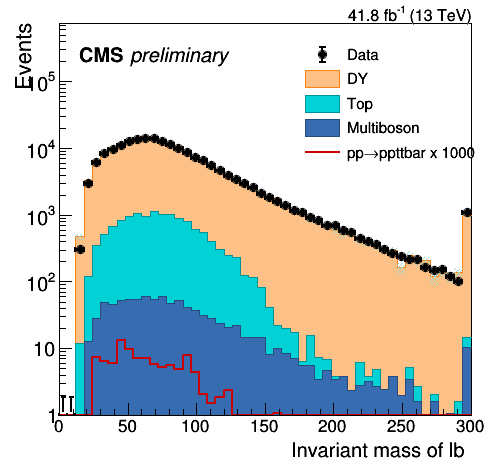 41.8 fb⁻¹ (13 TeV)
Events
CMS preliminary
Data
DY
Top
Multiboson
pp→ppttbar x 1000
10⁵
10⁴
10³
10²
10
1
0 50 100 150 200 250 300
Invariant mass of lb